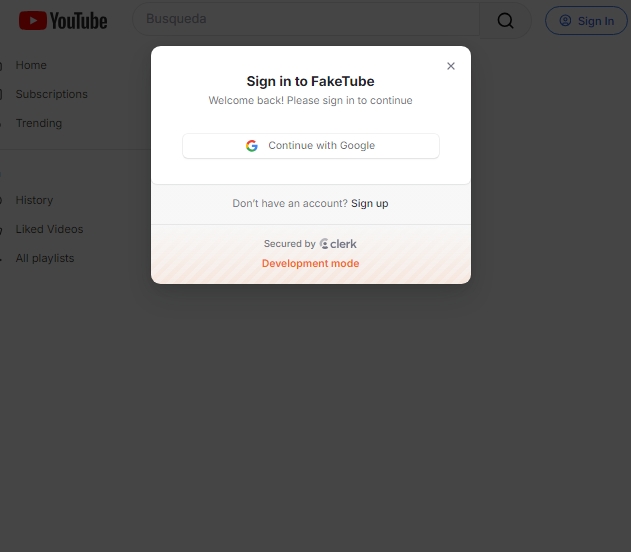 YouTube
Busqueda
Sign In
Home
Subscriptions
Trending
History
Liked Videos
All playlists
Sign in to FakeTube
Welcome back! Please sign in to continue
Continue with Google
Don't have an account? Sign up
Secured by clerk
Development mode